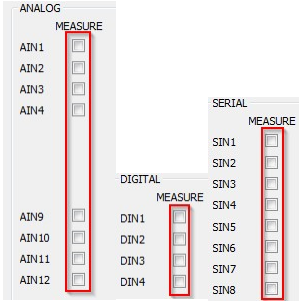 ANALOG
MEASURE
AIN1
AIN2
AIN3
AIN4
AIN9
AIN10
AIN11
AIN12
DIGITAL
MEASURE
DIN1
DIN2
DIN3
DIN4
SERIAL
MEASURE
SIN1
SIN2
SIN3
SIN4
SIN5
SIN6
SIN7
SIN8